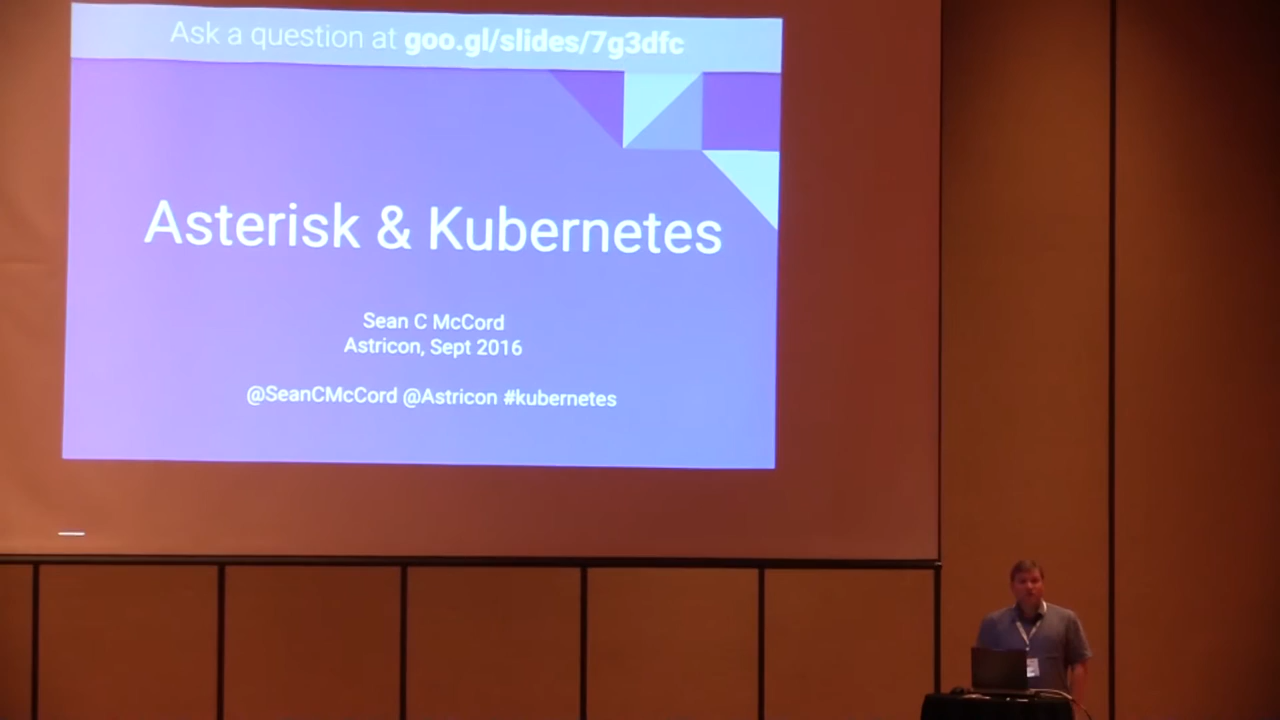 Ask a question at goo.gl/slides/7g3dfc
Asterisk & Kubernetes
Sean C McCord
Astricon, Sept 2016
@SeanCMcCord @Astricon #kubernetes